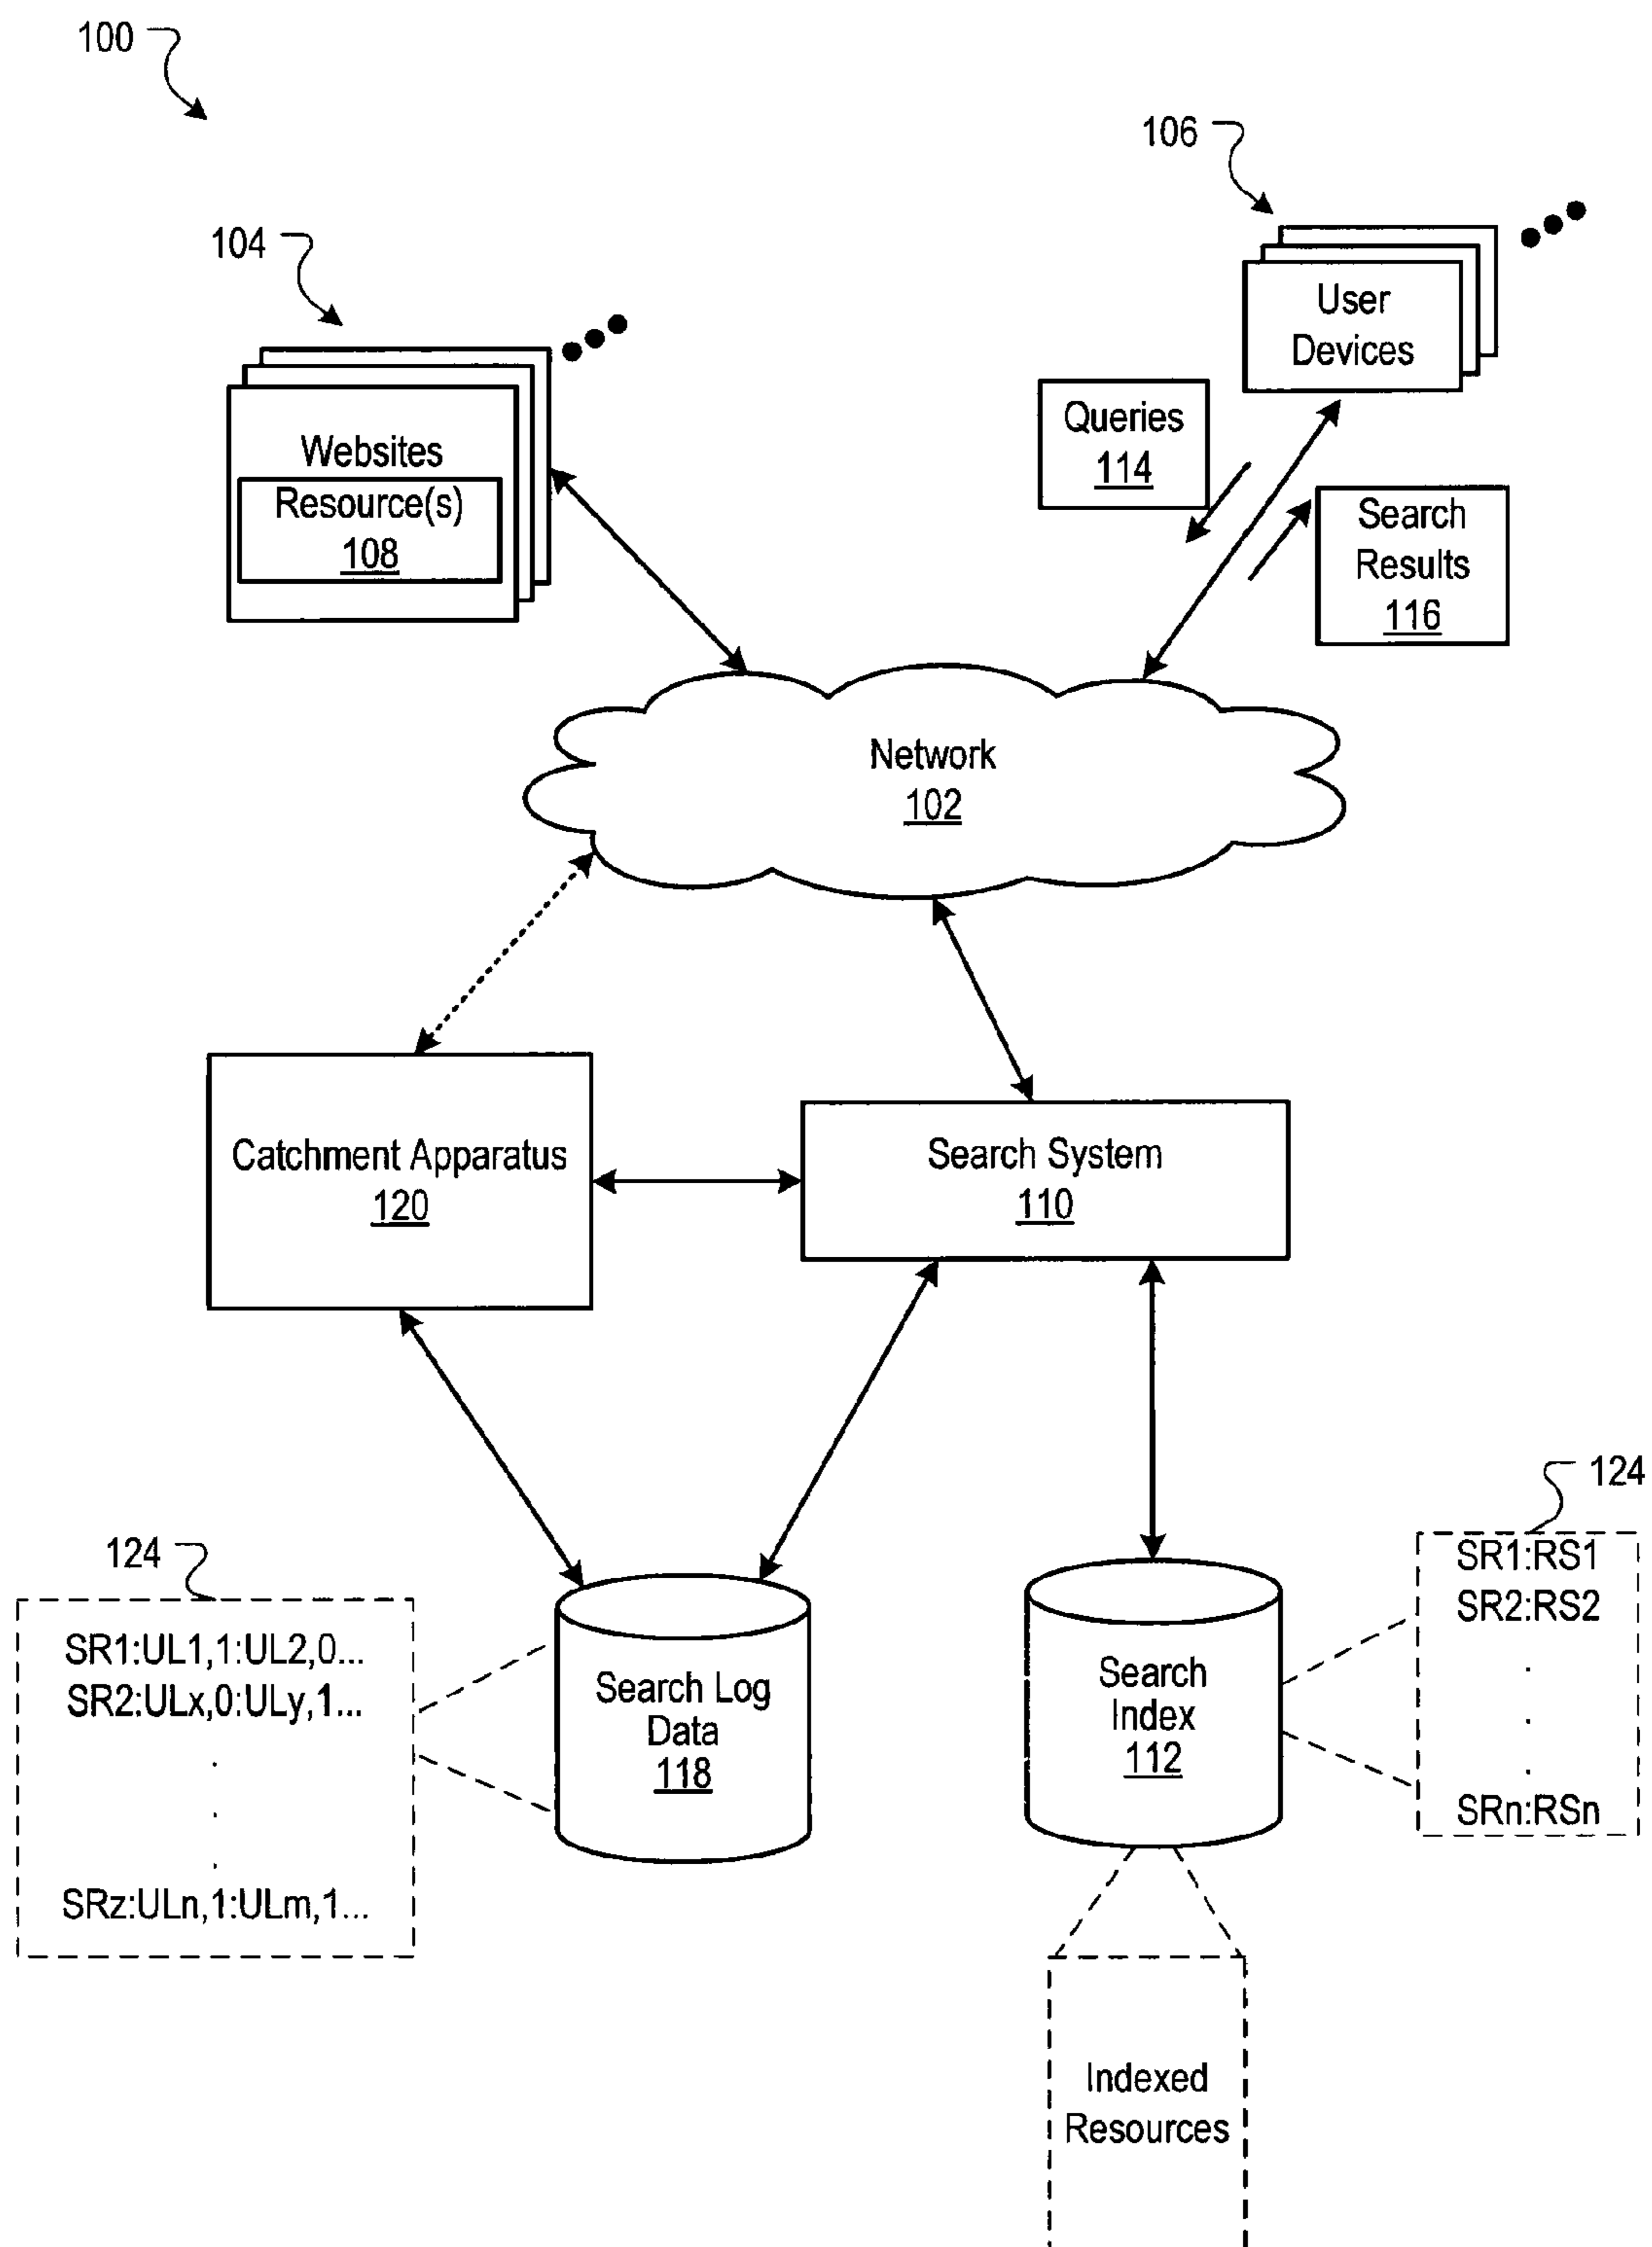 100
106
104
User
Devices
Queries
114
Websites
Resource(s)
108
Search
Results
116
Network
102
Catchment Apparatus
120
Search System
110
124
SR1:RS1
SR2:RS2
.
.
.
SRn:RSn
124
SR1:UL1,1:UL2,0...
SR2:ULx,0:ULy,1...
.
.
.
SRz:ULn,1:ULm,1...
Search Log
Data
118
Search
Index
112
Indexed
Resources